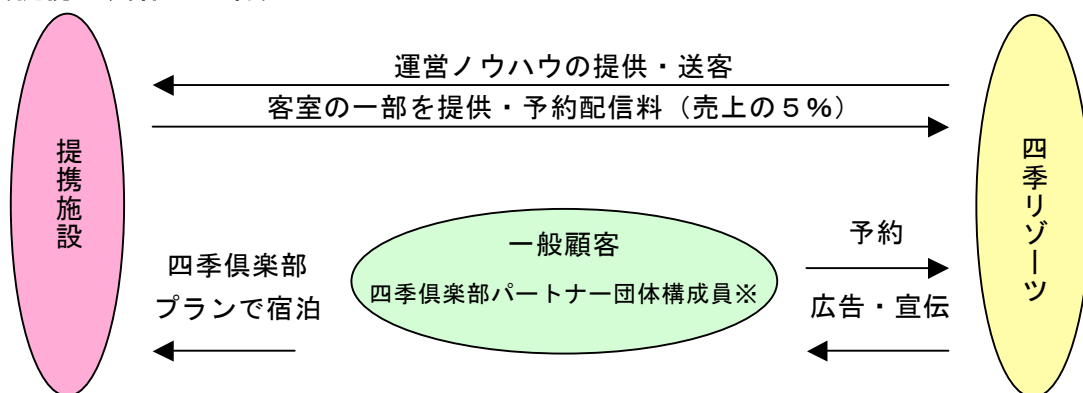 運営ノウハウの提供・送客
客室の一部を提供・予約配信料（売上の５％）
提携施設
四季リゾーツ
一般顧客
四季倶楽部パートナー団体構成員※
四季倶楽部
プランで宿泊
予約
広告・宣伝